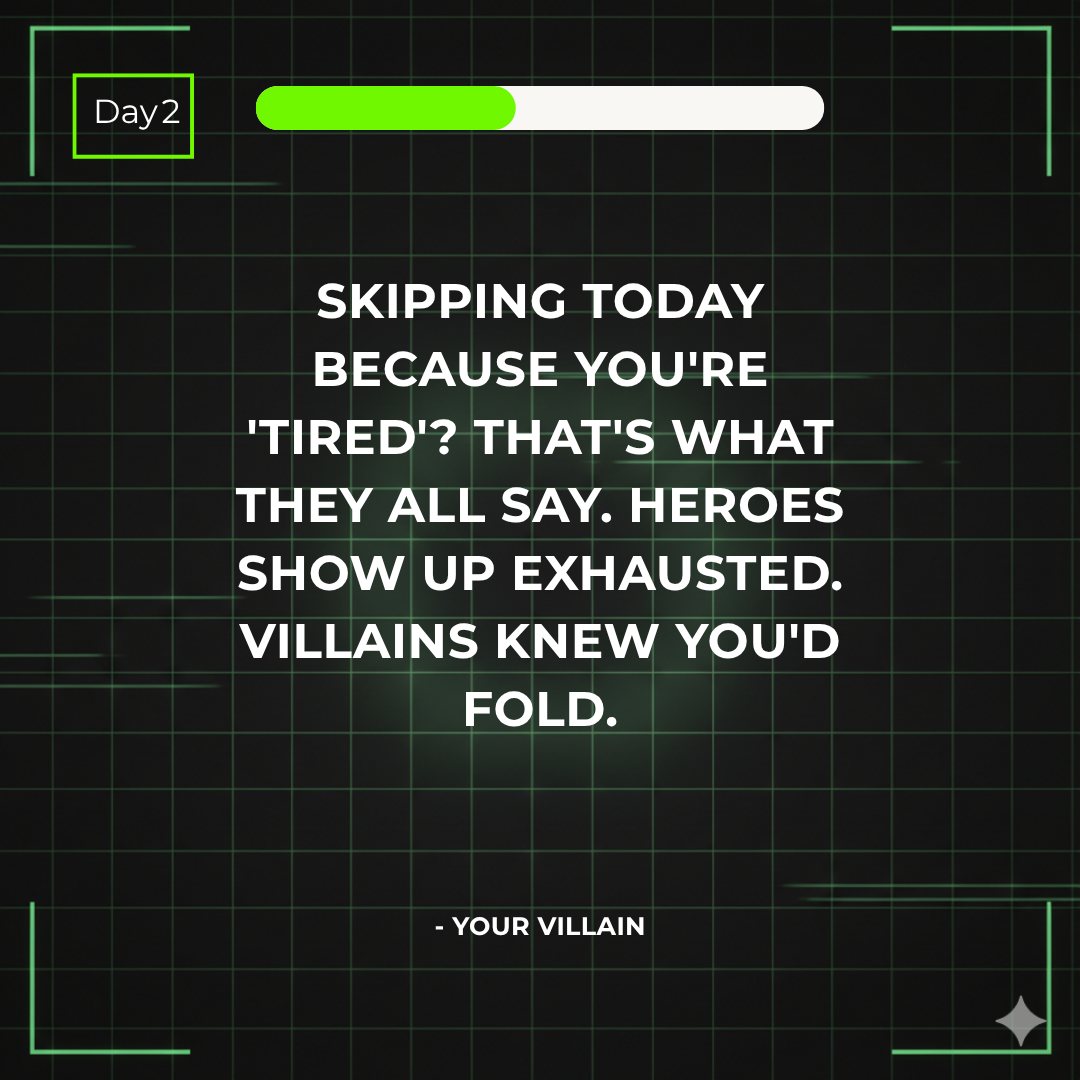 Day 2
SKIPPING TODAY
BECAUSE YOU'RE
'TIRED'? THAT'S WHAT
THEY ALL SAY. HEROES
SHOW UP EXHAUSTED.
VILLAINS KNEW YOU'D
FOLD.
- YOUR VILLAIN